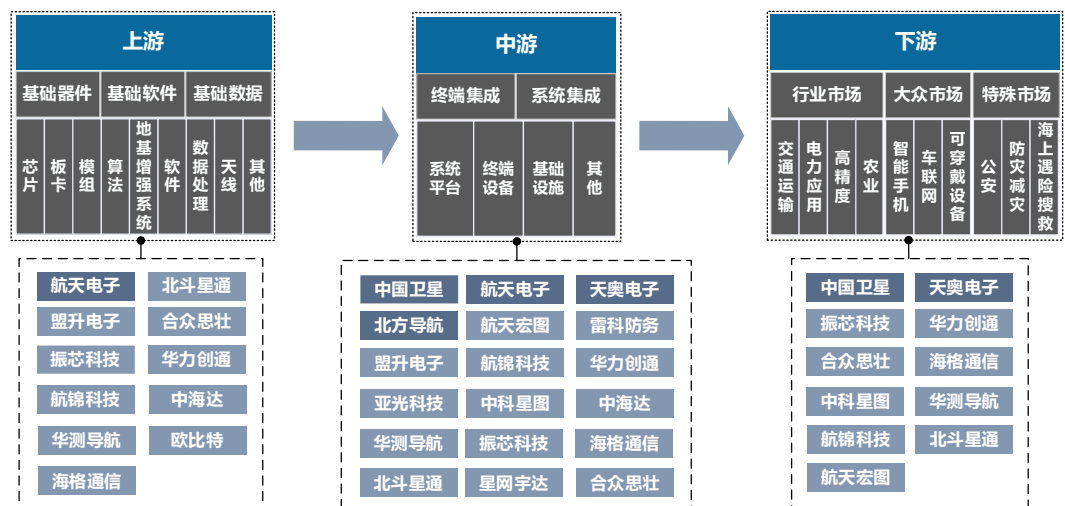 上游
基础器件 基础软件 基础数据
芯片 板卡 模组 算法 地基增强系统 软件 数据处理 天线 其他
航天电子 北斗星通
盟升电子 合众思壮
振芯科技 华力创通
航锦科技 中海达
华测导航 欧比特
海格通信
中游
终端集成 系统集成
系统平台 终端设备 基础设施 其他
中国卫星 航天电子 天奥电子
北方导航 航天宏图 雷科防务
盟升电子 航锦科技 华力创通
亚光科技 中科星图 中海达
华测导航 振芯科技 海格通信
北斗星通 星网宇达 合众思壮
下游
行业市场 大众市场 特殊市场
交通运输 电力应用 高精度 农业 智能手机 车联网 可穿戴设备 公安 防灾减灾 海上遇险搜救
中国卫星 天奥电子
振芯科技 华力创通
合众思壮 海格通信
中科星图 华测导航
航锦科技 北斗星通
航天宏图